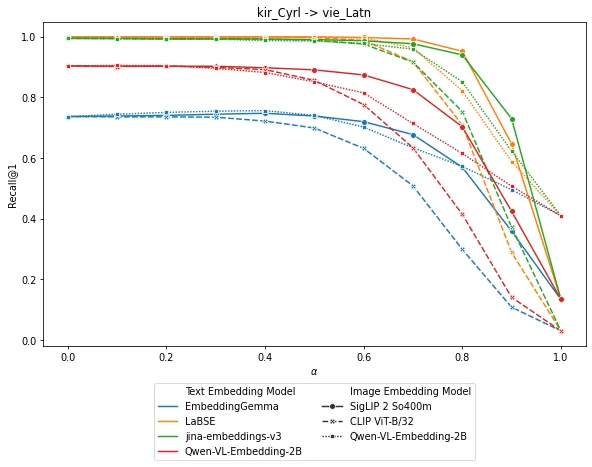 kir_Cyrl -> vie_Latn
Recall@1
1.0
0.8
0.6
0.4
0.2
0.0
0.0 0.2 0.4 0.6 0.8 1.0
α
Text Embedding Model
EmbeddingGemma
LaBSE
jina-embeddings-v3
Qwen-VL-Embedding-2B
Image Embedding Model
SigLIP 2 So400m
CLIP ViT-B/32
Qwen-VL-Embedding-2B